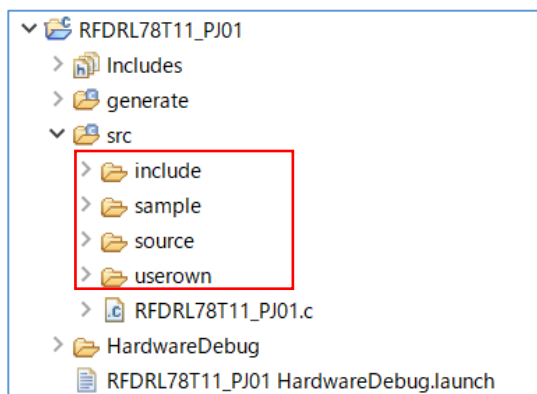 RFDRL78T11_PJ01
Includes
generate
src
include
sample
source
userown
RFDRL78T11_PJ01.c
HardwareDebug
RFDRL78T11_PJ01 HardwareDebug.launch